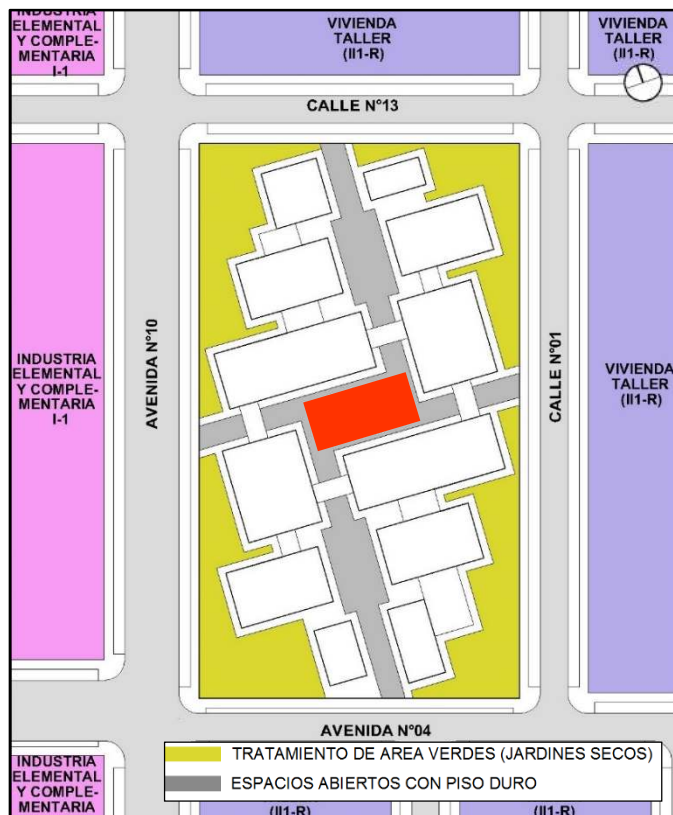 INDUSTRIA
ELEMENTAL
Y COMPLE-
MENTARIA
I-1
VIVIENDA
TALLER
(II1-R)
VIVIENDA
TALLER
(II1-R)
CALLE N°13
INDUSTRIA
ELEMENTAL
Y COMPLE-
MENTARIA
I-1
AVENIDA N°10
CALLE N°01
VIVIENDA
TALLER
(II1-R)
AVENIDA N°04
TRATAMIENTO DE AREA VERDES (JARDINES SECOS)
ESPACIOS ABIERTOS CON PISO DURO
INDUSTRIA
ELEMENTAL
Y COMPLE-
MENTARIA
(II1-R)
(II1-R)